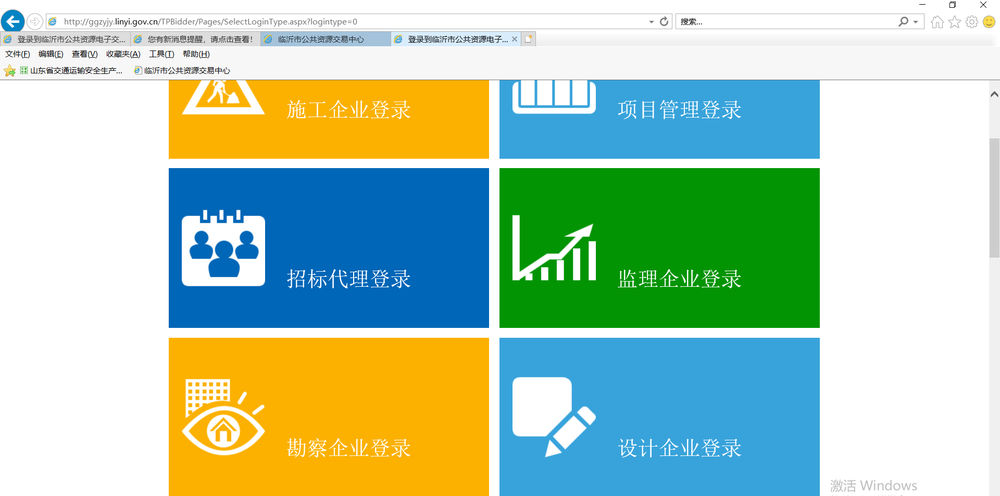 http://ggzyjy.linyi.gov.cn/TPBidder/Pages/SelectLoginType.aspx?logintype=0
搜索...
登录到临沂市公共资源电子交...
您有新消息提醒，请点击查看！
临沂市公共资源交易中心
登录到临沂市公共资源电子...
文件(F) 编辑(E) 查看(V) 收藏夹(A) 工具(T) 帮助(H)
山东省交通运输安全生产... 临沂市公共资源交易中心
施工企业登录
项目管理登录
招标代理登录
监理企业登录
勘察企业登录
设计企业登录
激活 Windows